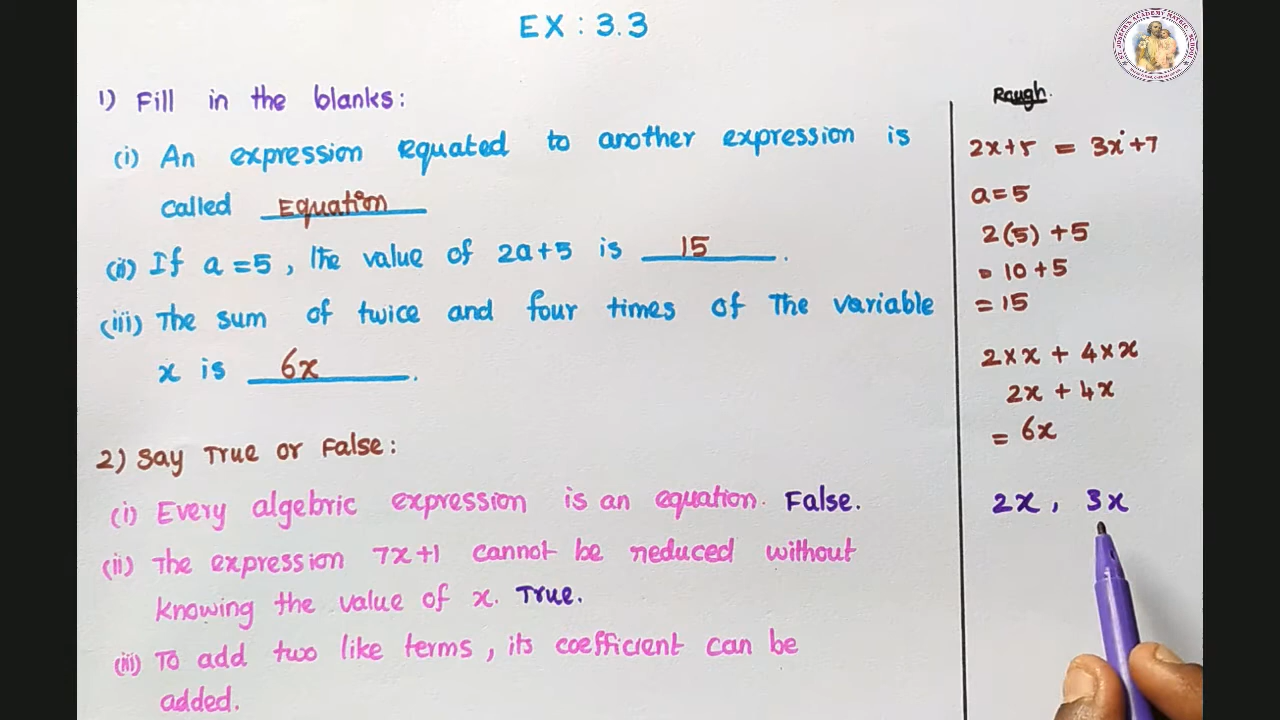 EX : 3.3
1) Fill in the blanks:
(i) An expression equated to another expression is
called Equation
(ii) If a = 5, the value of 2a+5 is 15.
(iii) The sum of twice and four times of the variable
x is 6x.
2) Say True or False:
(i) Every algebric expression is an equation. False.
(ii) The expression 7x+1 cannot be reduced without
knowing the value of x. True.
(iii) To add two like terms, its coefficient can be
added.
Rough.
2x+5 = 3x+7
a=5
2(5) +5
= 10+5
= 15
2×x + 4×x
2x + 4x
= 6x
2x, 3x